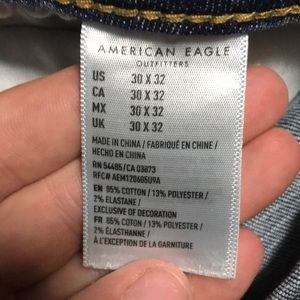 AMERICAN EAGLE
OUTFITTERS
US 30 X 32
CA 30 X 32
MX 30 X 32
UK 30 X 32
MADE IN CHINA / FABRIQUÉ EN CHINE /
HECHO EN CHINA
RN 54485/CA 03673
RFC# AEM120605U9A
EN 85% COTTON / 13% POLYESTER /
2% ELASTANE /
EXCLUSIVE OF DECORATION
FR 85% COTON / 13% POLYESTER /
2% ÉLASTHANNE /
À L'EXCEPTION DE LA GARNITURE